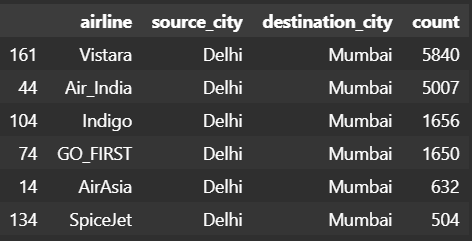 airline source_city destination_city count
161 Vistara Delhi Mumbai 5840
44 Air_India Delhi Mumbai 5007
104 Indigo Delhi Mumbai 1656
74 GO_FIRST Delhi Mumbai 1650
14 AirAsia Delhi Mumbai 632
134 SpiceJet Delhi Mumbai 504